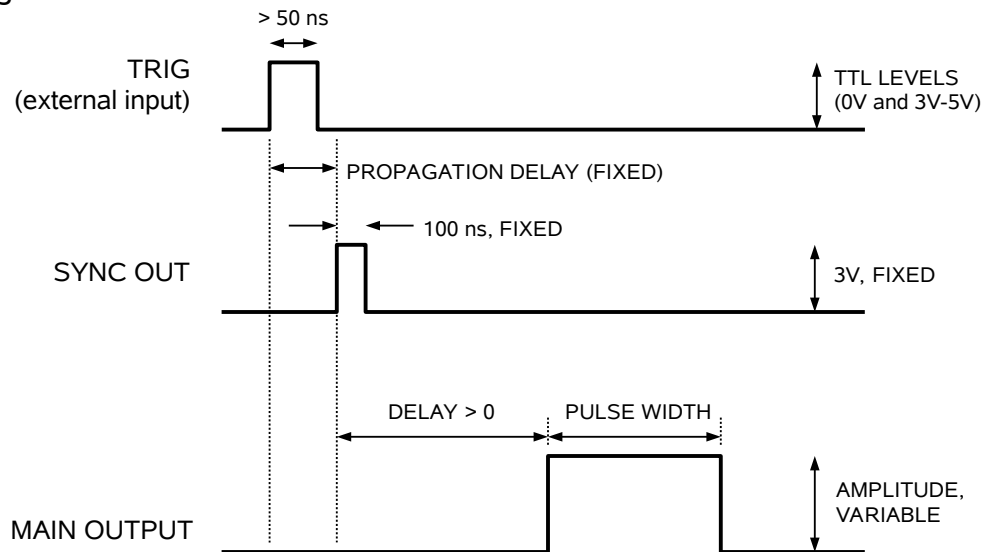 > 50 ns
TRIG
(external input)
TTL LEVELS
(0V and 3V-5V)
PROPAGATION DELAY (FIXED)
100 ns, FIXED
SYNC OUT
3V, FIXED
DELAY > 0
PULSE WIDTH
AMPLITUDE,
VARIABLE
MAIN OUTPUT